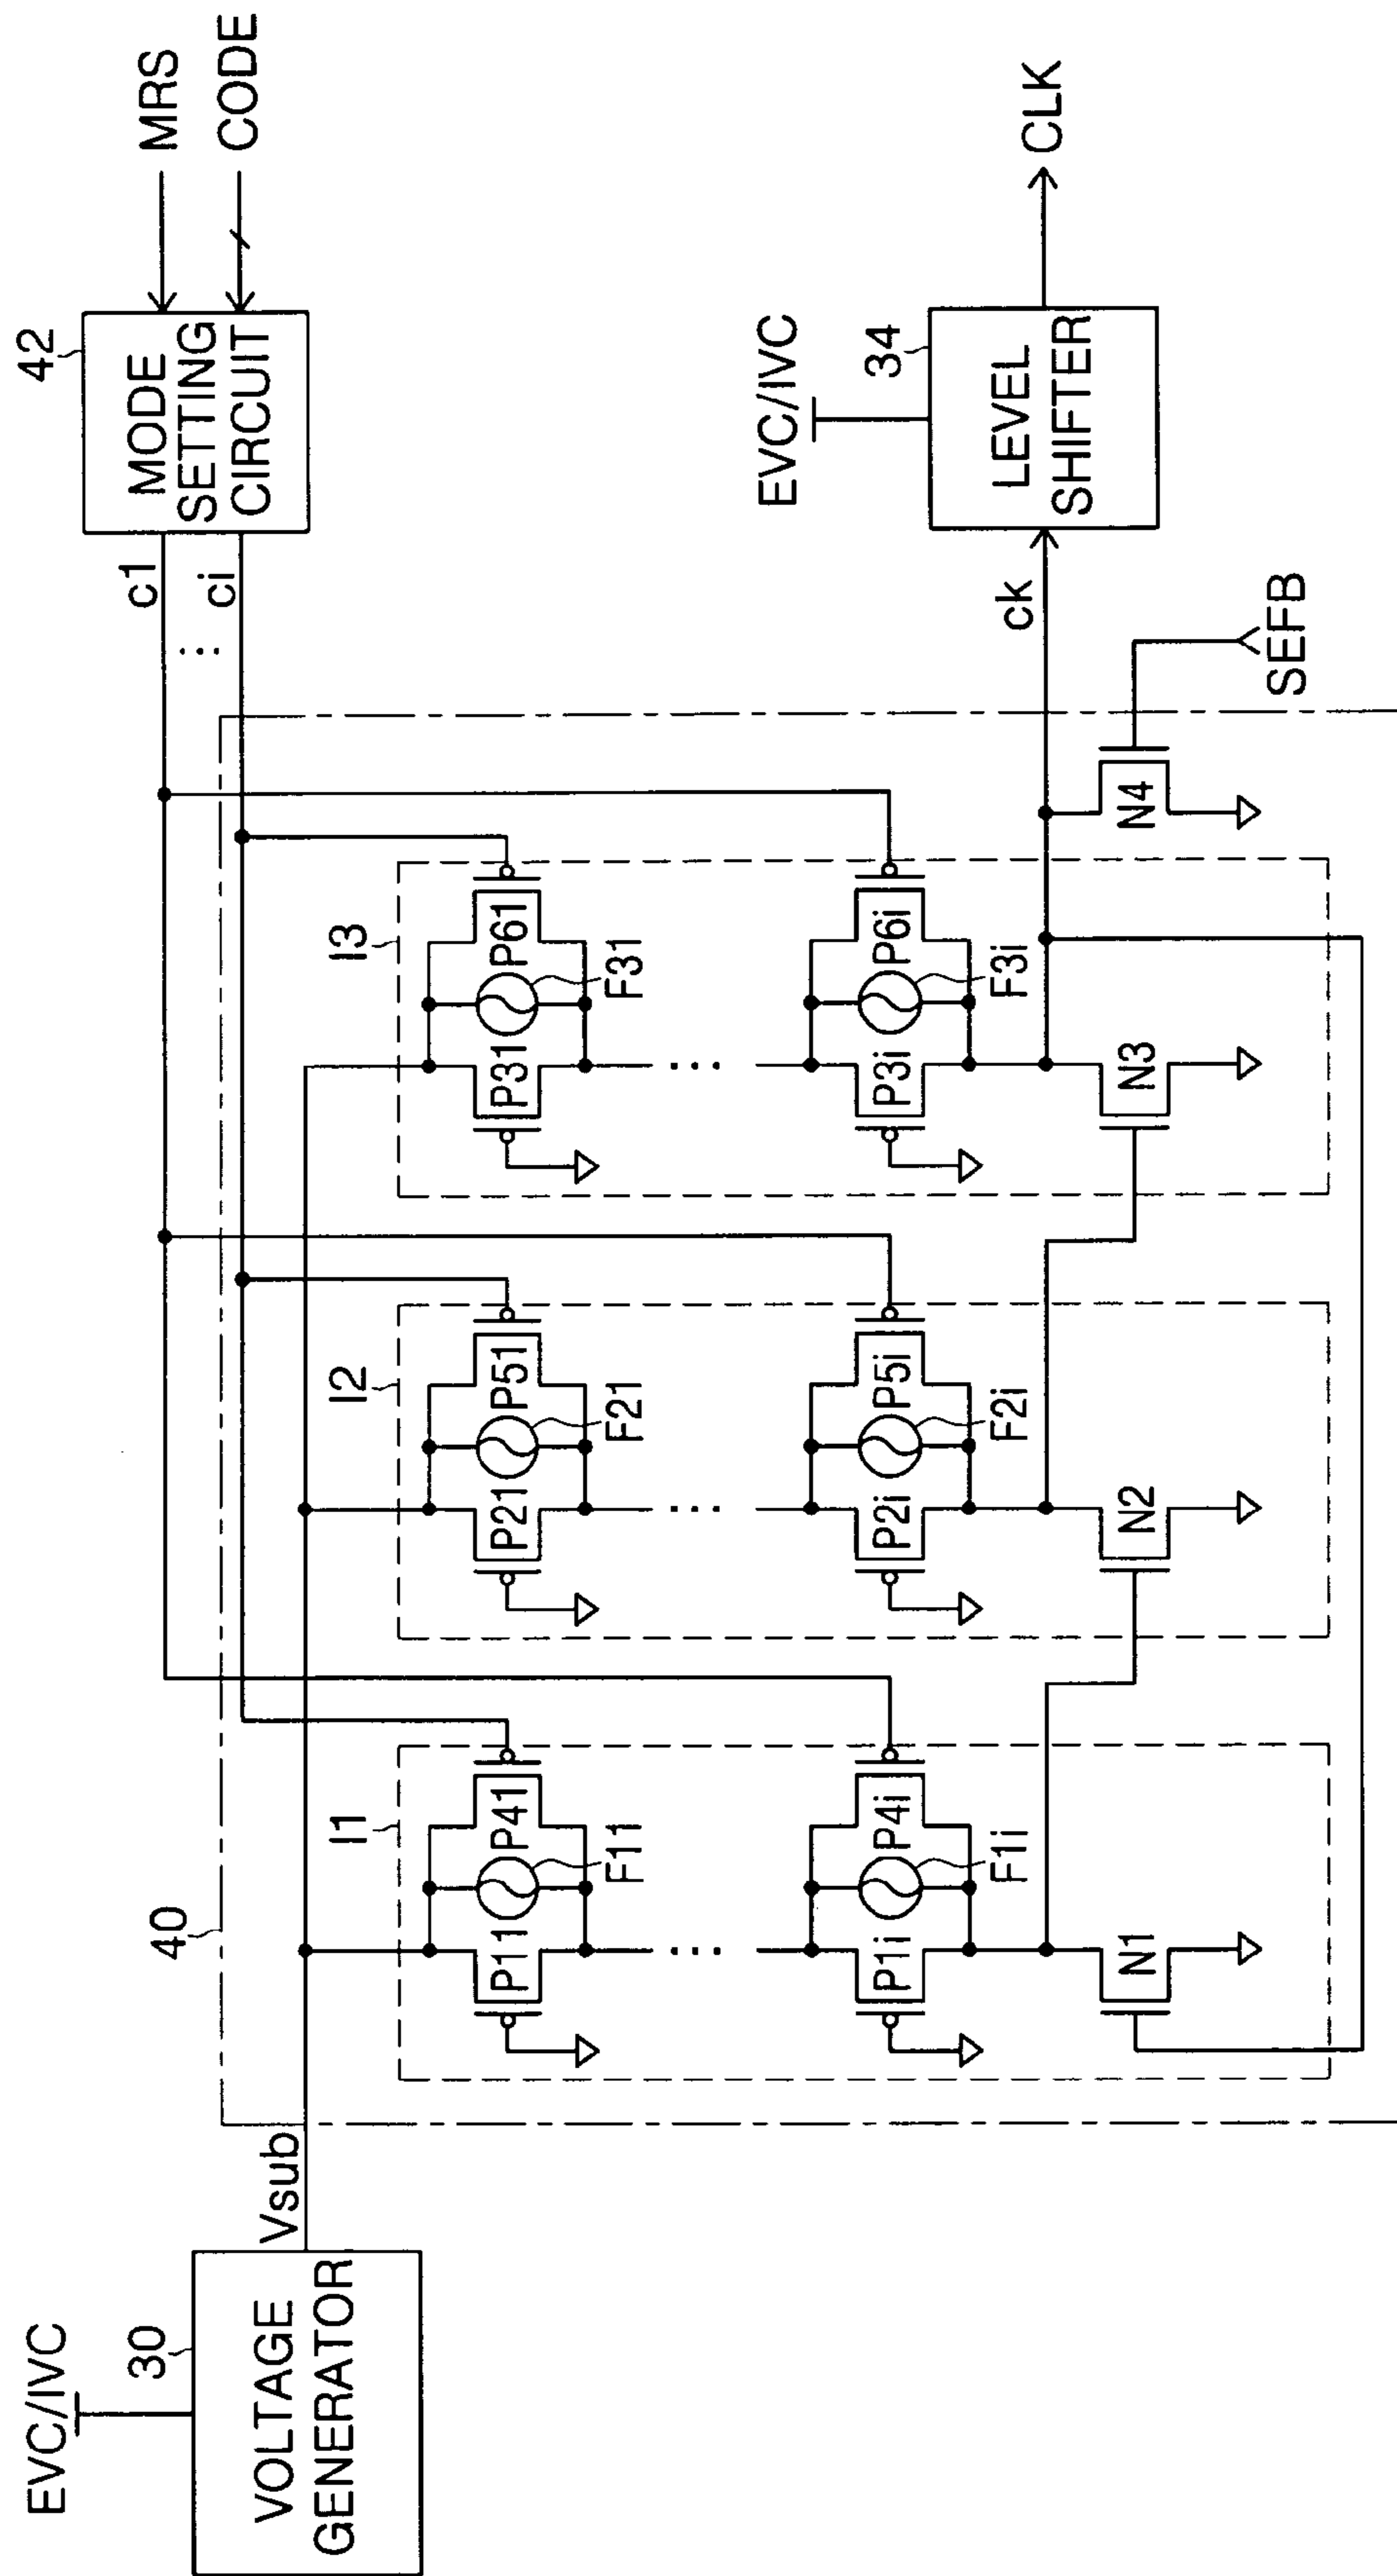 EVC/IVC
30
VOLTAGE
GENERATOR
Vsub
40
42
MODE
SETTING
CIRCUIT
MRS
CODE
c1
⋮
ci
I1
P11
P41
F11
⋯
P1i
P4i
F1i
N1
I2
P21
P51
F21
⋯
P2i
P5i
F2i
N2
I3
P31
P61
F31
⋯
P3i
P6i
F3i
N3
N4
SEFB
ck
EVC/IVC
34
LEVEL
SHIFTER
CLK